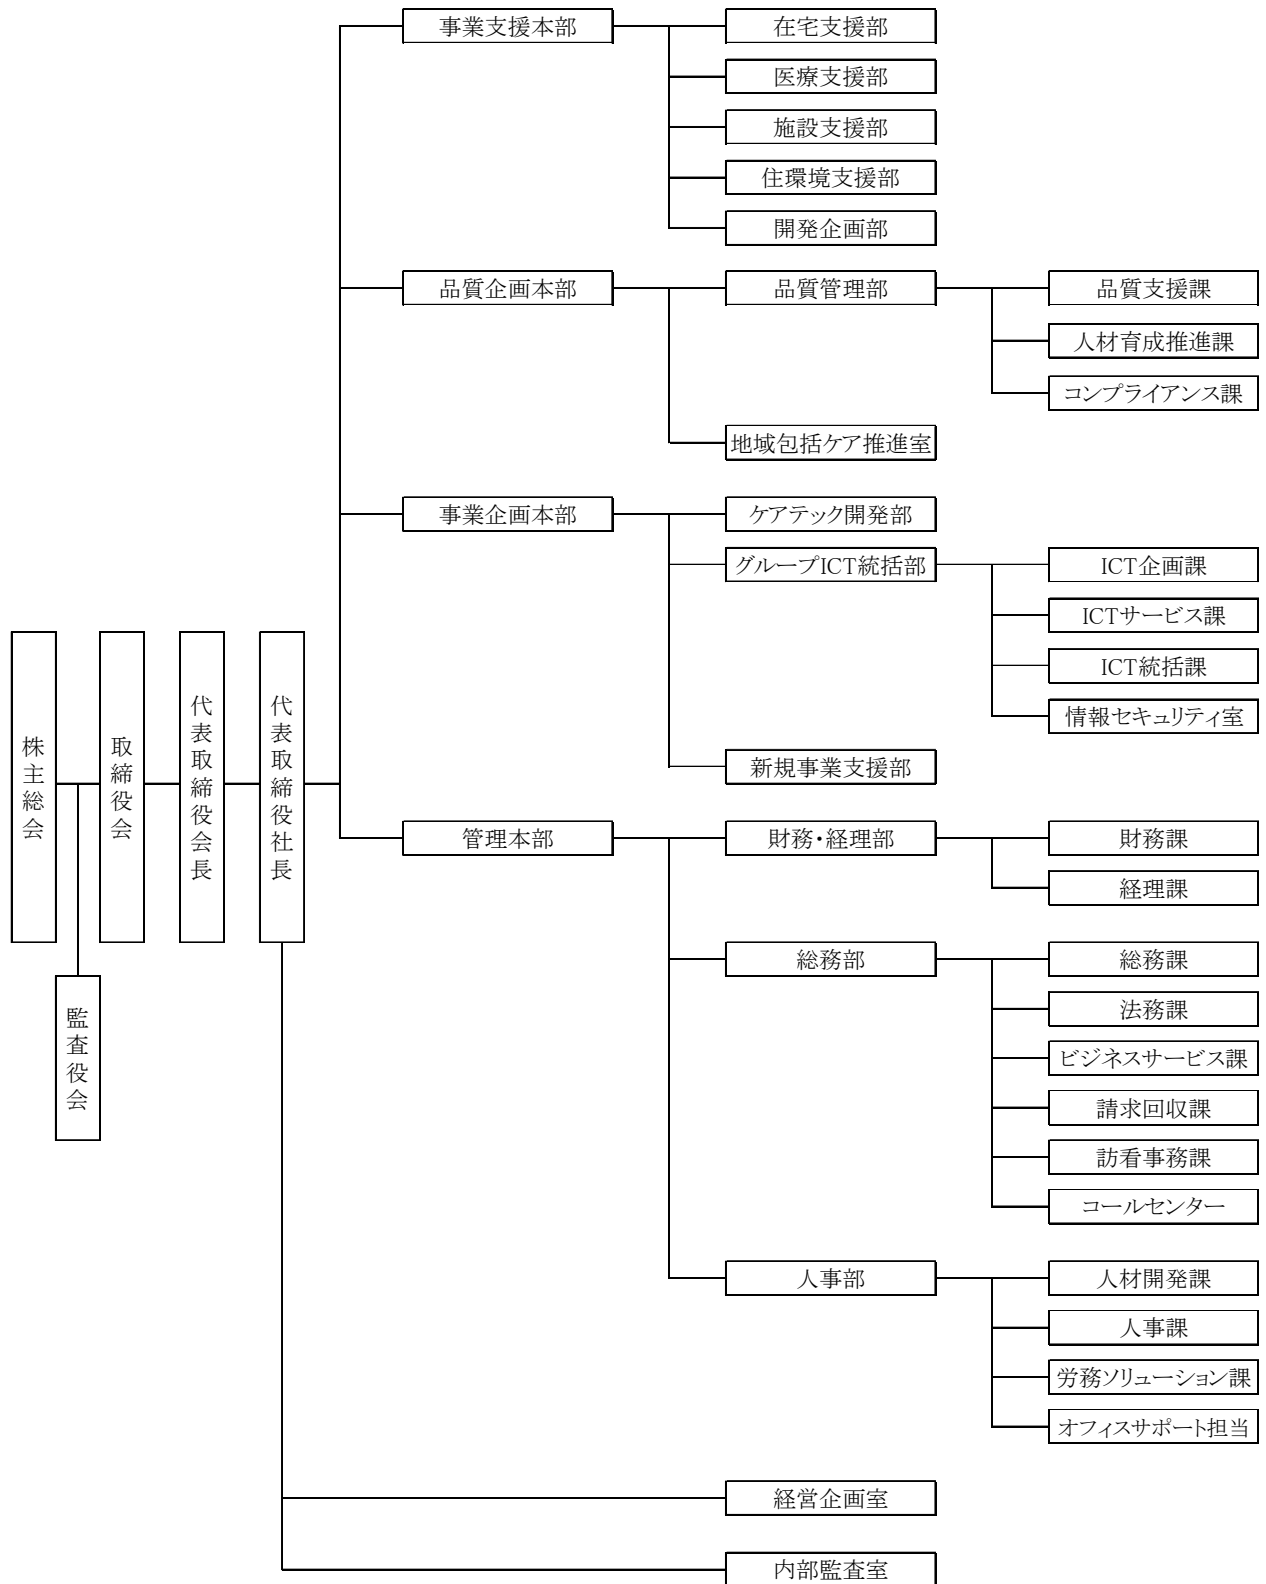 事業支援本部
在宅支援部
医療支援部
施設支援部
住環境支援部
開発企画部
品質企画本部
品質管理部
品質支援課
人材育成推進課
コンプライアンス課
地域包括ケア推進室
事業企画本部
ケアテック開発部
グループICT統括部
ICT企画課
ICTサービス課
ICT統括課
情報セキュリティ室
新規事業支援部
株主総会
取締役会
代表取締役会長
代表取締役社長
監査役会
管理本部
財務・経理部
財務課
経理課
総務部
総務課
法務課
ビジネスサービス課
請求回収課
訪看事務課
コールセンター
人事部
人材開発課
人事課
労務ソリューション課
オフィスサポート担当
経営企画室
内部監査室